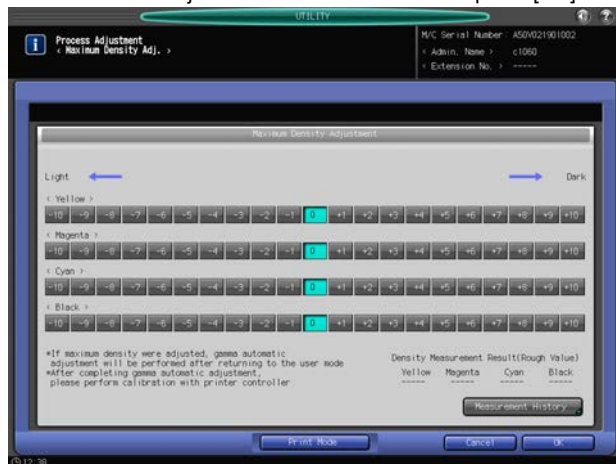 UTILITY
Process Adjustment
< Maximum Density Adj. >
M/C Serial Number: A50V021901002
< Admin. Name > c1060
< Extension No. > -----
Maximum Density Adjustment
Light Dark
< Yellow >
-10 -9 -8 -7 -6 -5 -4 -3 -2 -1 0 +1 +2 +3 +4 +5 +6 +7 +8 +9 +10
< Magenta >
-10 -9 -8 -7 -6 -5 -4 -3 -2 -1 0 +1 +2 +3 +4 +5 +6 +7 +8 +9 +10
< Cyan >
-10 -9 -8 -7 -6 -5 -4 -3 -2 -1 0 +1 +2 +3 +4 +5 +6 +7 +8 +9 +10
< Black >
-10 -9 -8 -7 -6 -5 -4 -3 -2 -1 0 +1 +2 +3 +4 +5 +6 +7 +8 +9 +10
*If maximum density were adjusted, gamma automatic
adjustment will be performed after returning to the user mode
*After completing gamma automatic adjustment,
please perform calibration with printer controller
Density Measurement Result(Rough Value)
Yellow Magenta Cyan Black
----- ----- ----- -----
Measurement History
Print Mode Cancel OK
12:38